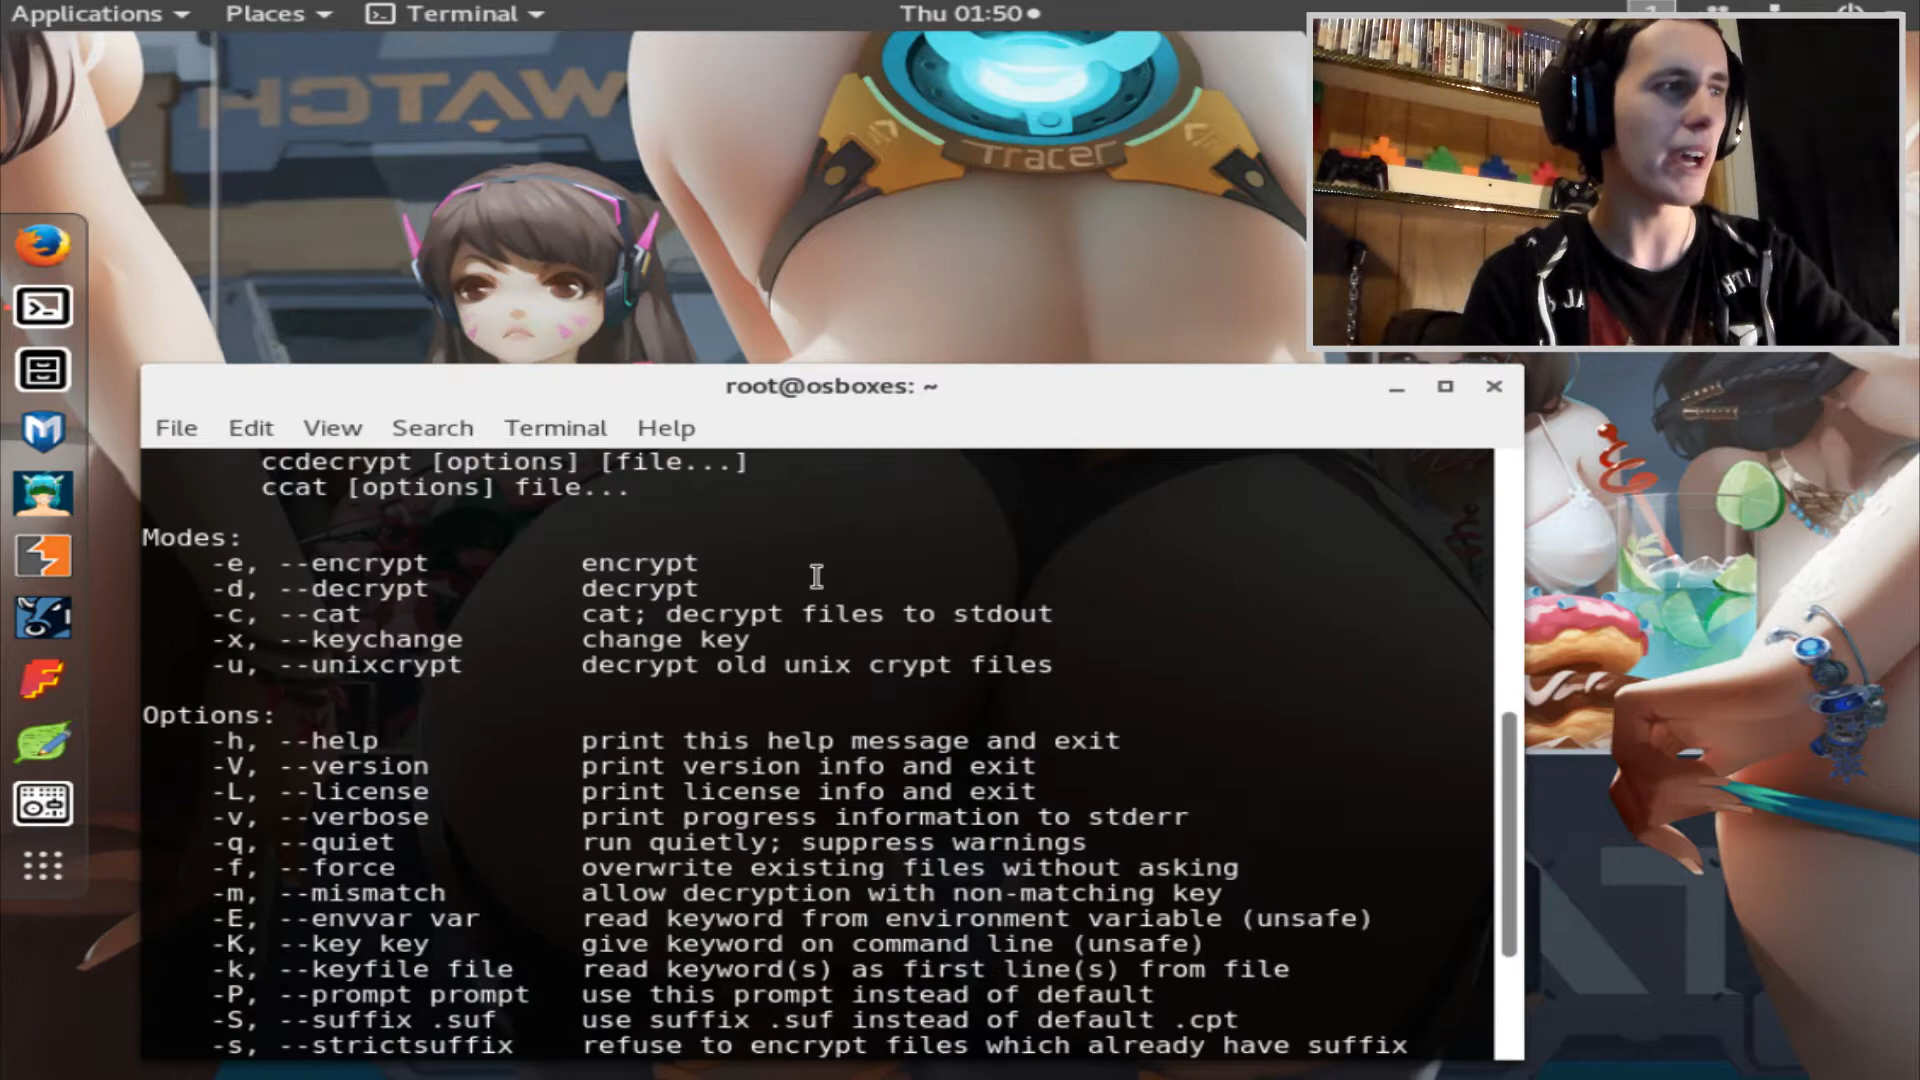 Applications Places Terminal Thu 01:50
WATCH
Tracer
root@osboxes: ~
File Edit View Search Terminal Help
ccdecrypt [options] [file...]
ccat [options] file...
Modes:
-e, --encrypt encrypt
-d, --decrypt decrypt
-c, --cat cat; decrypt files to stdout
-x, --keychange change key
-u, --unixcrypt decrypt old unix crypt files
Options:
-h, --help print this help message and exit
-V, --version print version info and exit
-L, --license print license info and exit
-v, --verbose print progress information to stderr
-q, --quiet run quietly; suppress warnings
-f, --force overwrite existing files without asking
-m, --mismatch allow decryption with non-matching key
-E, --envvar var read keyword from environment variable (unsafe)
-K, --key key give keyword on command line (unsafe)
-k, --keyfile file read keyword(s) as first line(s) from file
-P, --prompt prompt use this prompt instead of default
-S, --suffix .suf use suffix .suf instead of default .cpt
-s, --strictsuffix refuse to encrypt files which already have suffix